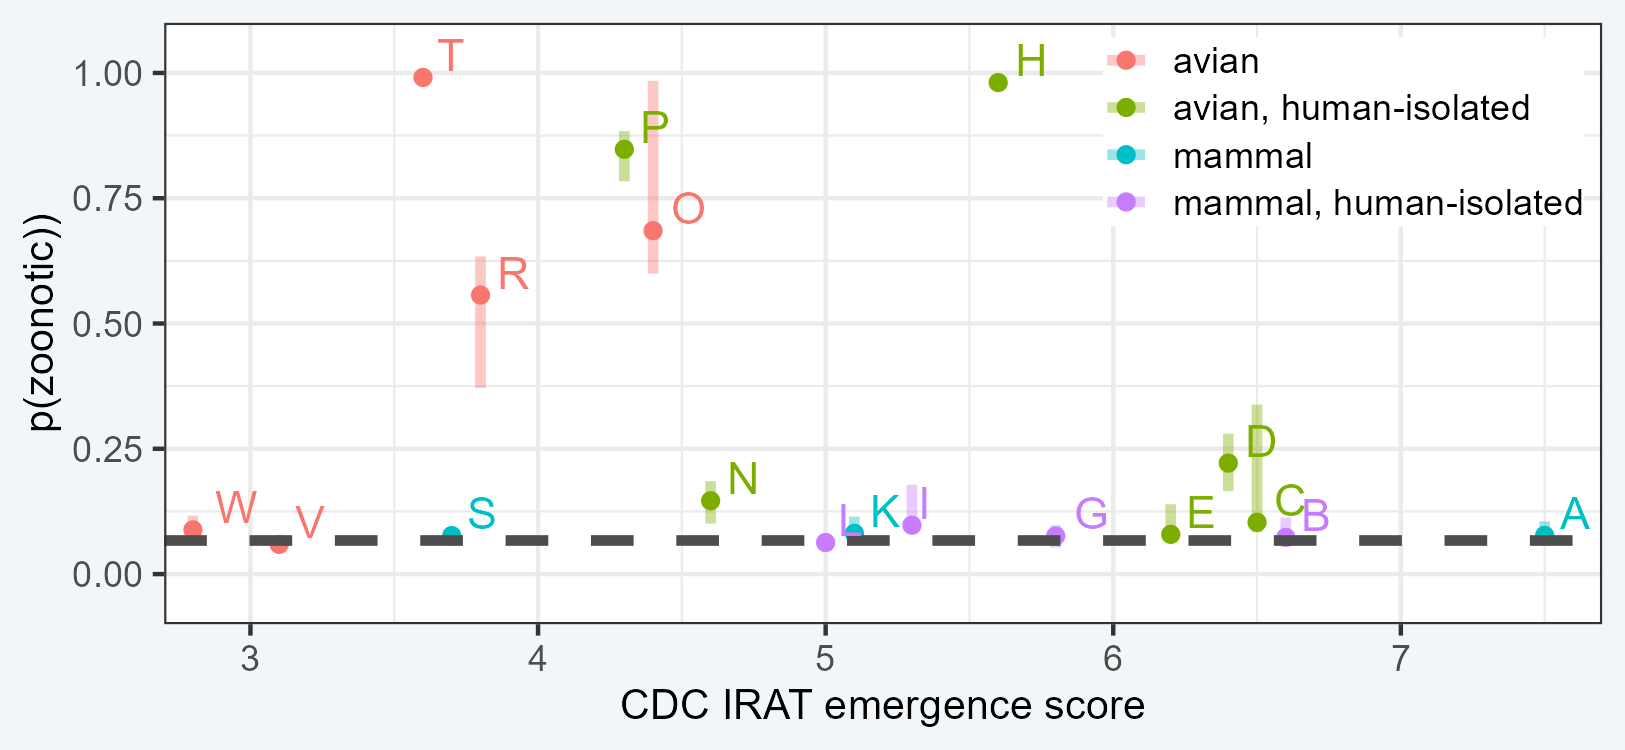 T
H
avian
avian, human-isolated
mammal
mammal, human-isolated
P
O
R
D
W
V
S
N
L
K
I
G
E
C
B
A
1.00
0.75
0.50
0.25
0.00
p(zoonotic))
3
4
5
6
7
CDC IRAT emergence score